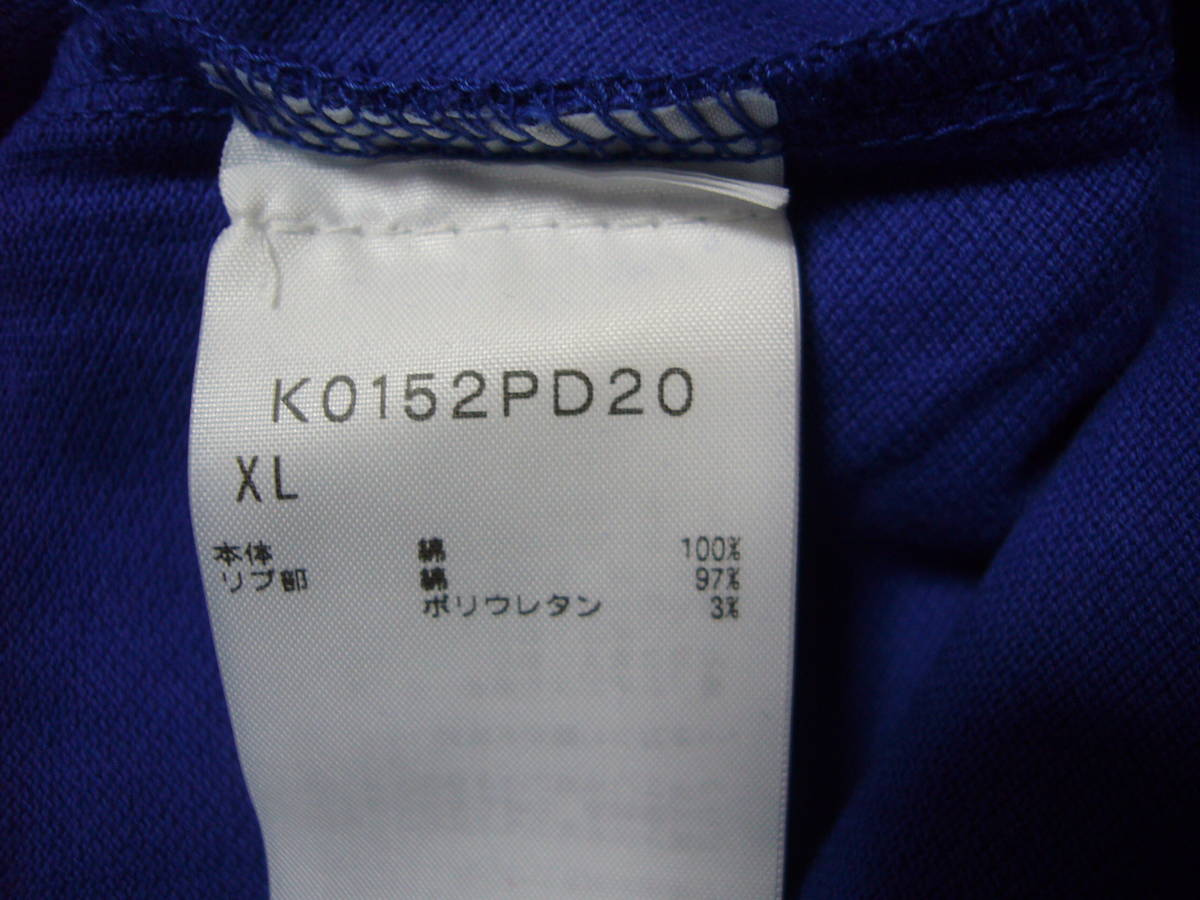 K0152PD20
XL
本体 綿 100%
リブ部 綿 97%
ポリウレタン 3%